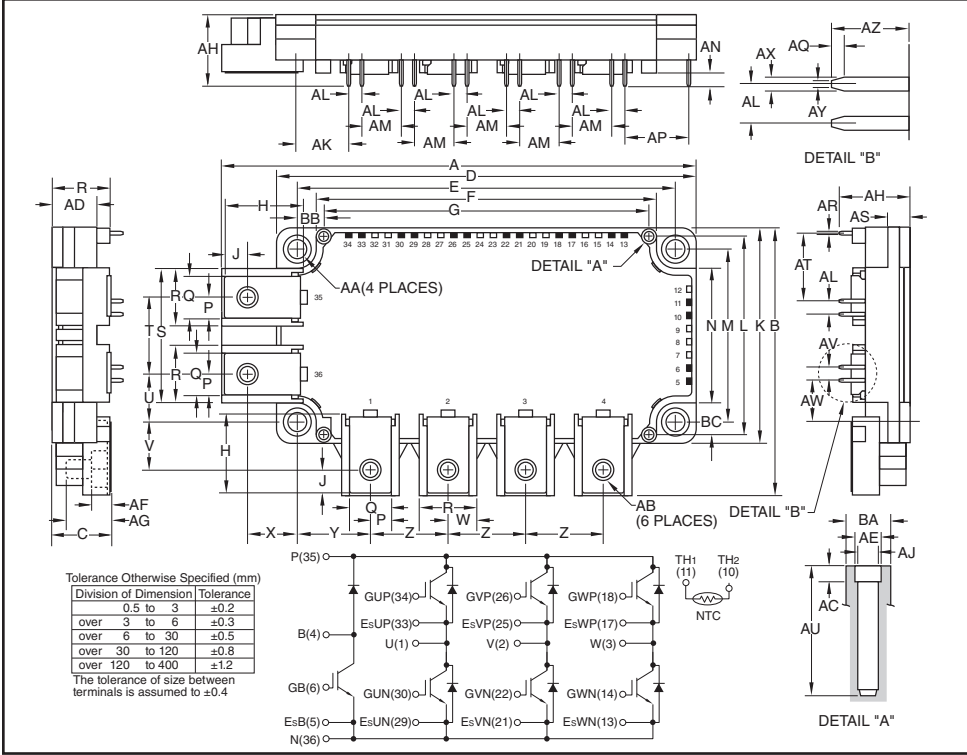 AH
AN
AL AL AL AL
AL AL AL
AM AM AM
AK AM AM AP
AZ
AQ
AX
AL
AY
DETAIL "B"
A
D
E
F
G
R
AD
H
BB
J
34 33 32 31 30 29 28 27 26 25 24 23 22 21 20 19 18 17 16 15 14 13
DETAIL "A"
AA(4 PLACES)
35
36
R Q P
T S
R Q P
U
V
12
11
10
9
8
7
6
5
N M L K B
BC
1 2 3 4
H
J
Q
P
R
W
AB
(6 PLACES)
DETAIL "B"
X Y Z Z Z
AF
AG
C
AH
AR
AS
AT
AL
AV
AW
BA
AE
AJ
AC
AU
DETAIL "A"
Tolerance Otherwise Specified (mm)
Division of Dimension Tolerance
0.5 to 3 ±0.2
over 3 to 6 ±0.3
over 6 to 30 ±0.5
over 30 to 120 ±0.8
over 120 to 400 ±1.2
The tolerance of size between
terminals is assumed to ±0.4
P(35)
GUP(34) GVP(26) GWP(18)
EsUP(33) EsVP(25) EsWP(17)
B(4)
U(1) V(2) W(3)
GB(6)
GUN(30) GVN(22) GWN(14)
EsB(5) EsUN(29) EsVN(21) EsWN(13)
N(36)
TH1 TH2
(11) (10)
NTC